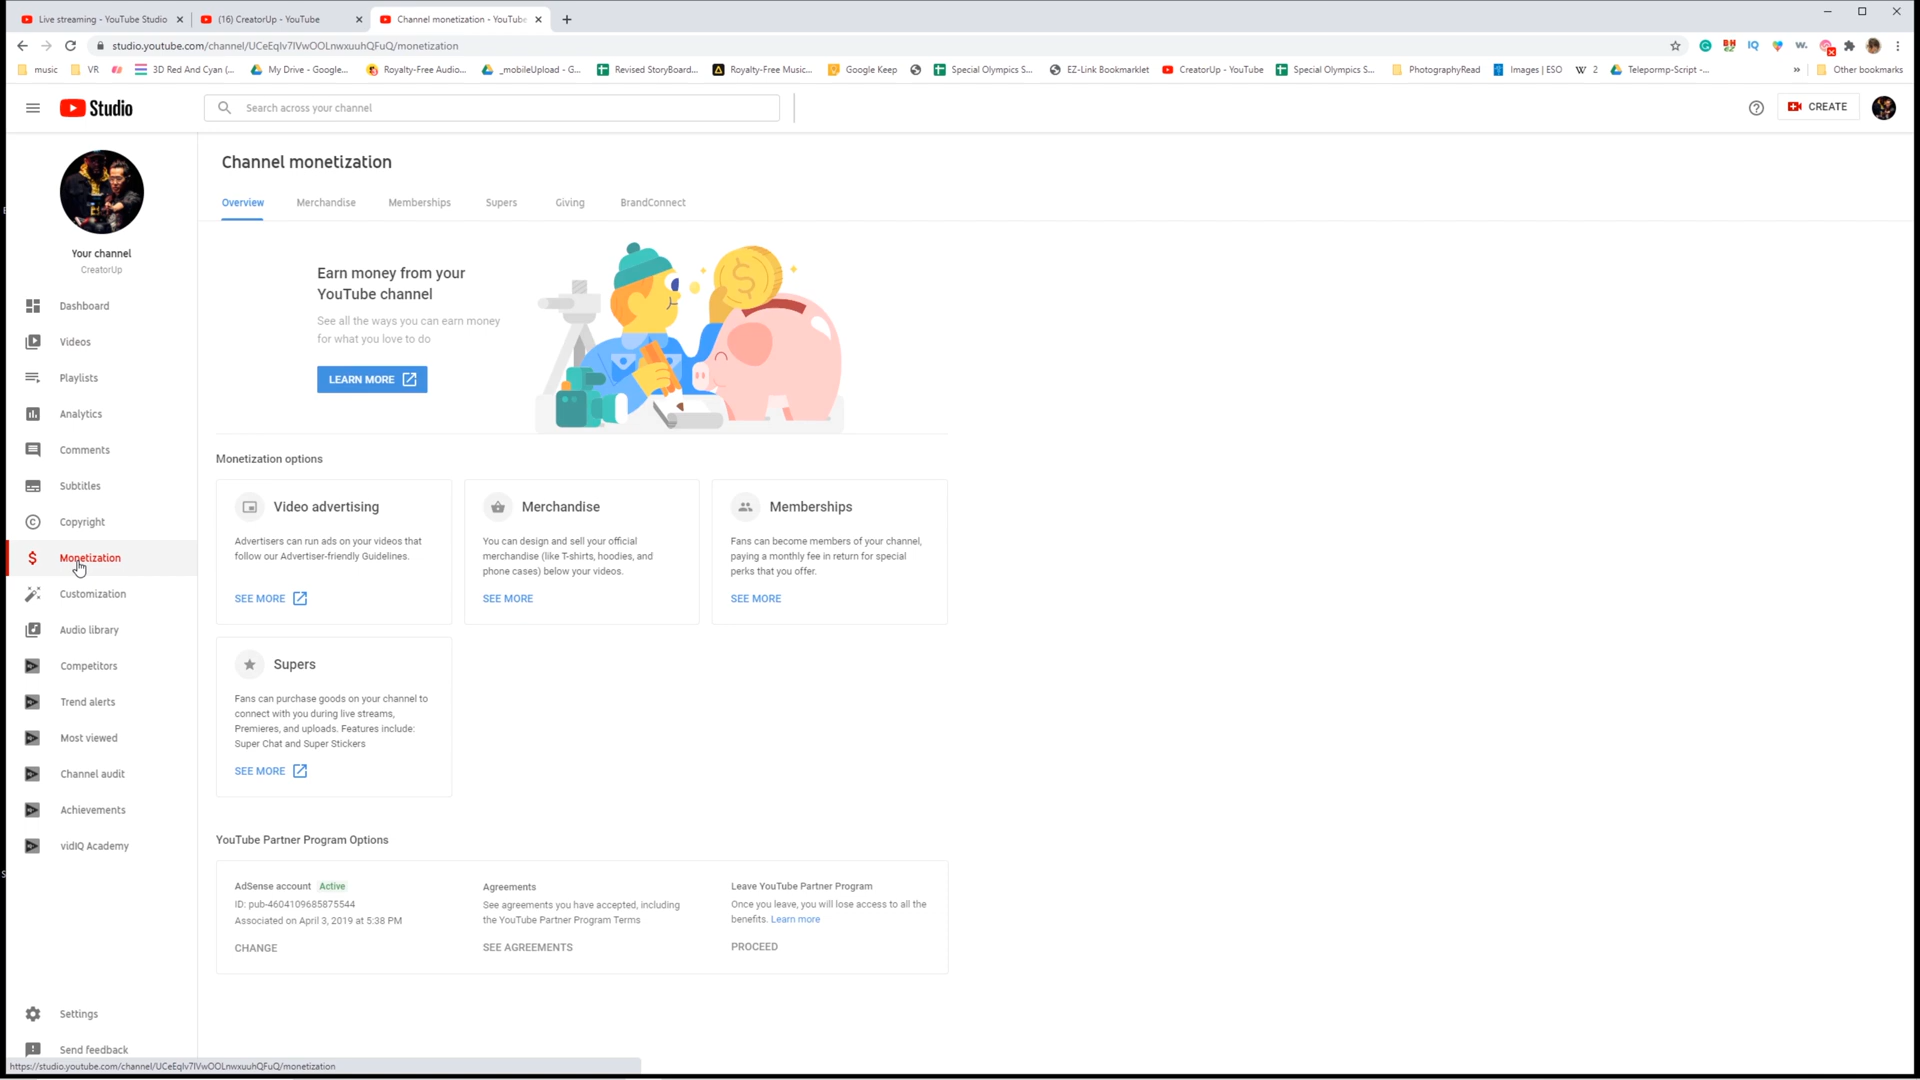 Live streaming - YouTube Studio
(16) CreatorUp - YouTube
Channel monetization - YouTube
studio.youtube.com/channel/UCeEqIv7IVwOOLnwxuuhQFuQ/monetization
music
VR
3D Red And Cyan (...
My Drive - Google...
Royalty-Free Audio...
_mobileUpload - G...
Revised StoryBoard...
Royalty-Free Music...
Google Keep
Special Olympics S...
EZ-Link Bookmarklet
CreatorUp - YouTube
Special Olympics S...
PhotographyRead
Images | ESO
W 2
Telepormp-Script -...
»
Other bookmarks
Studio
Search across your channel
CREATE
Your channel
CreatorUp
Dashboard
Videos
Playlists
Analytics
Comments
Subtitles
Copyright
Monetization
Customization
Audio library
Competitors
Trend alerts
Most viewed
Channel audit
Achievements
vidIQ Academy
Settings
Send feedback
Channel monetization
Overview
Merchandise
Memberships
Supers
Giving
BrandConnect
Earn money from your
YouTube channel
See all the ways you can earn money
for what you love to do
LEARN MORE
Monetization options
Video advertising
Advertisers can run ads on your videos that
follow our Advertiser-friendly Guidelines.
SEE MORE
Merchandise
You can design and sell your official
merchandise (like T-shirts, hoodies, and
phone cases) below your videos.
SEE MORE
Memberships
Fans can become members of your channel,
paying a monthly fee in return for special
perks that you offer.
SEE MORE
Supers
Fans can purchase goods on your channel to
connect with you during live streams,
Premieres, and uploads. Features include:
Super Chat and Super Stickers
SEE MORE
YouTube Partner Program Options
AdSense account Active
ID: pub-4604109685875544
Associated on April 3, 2019 at 5:38 PM
CHANGE
Agreements
See agreements you have accepted, including
the YouTube Partner Program Terms
SEE AGREEMENTS
Leave YouTube Partner Program
Once you leave, you will lose access to all the
benefits. Learn more
PROCEED
https://studio.youtube.com/channel/UCeEqIv7IVwOOLnwxuuhQFuQ/monetization